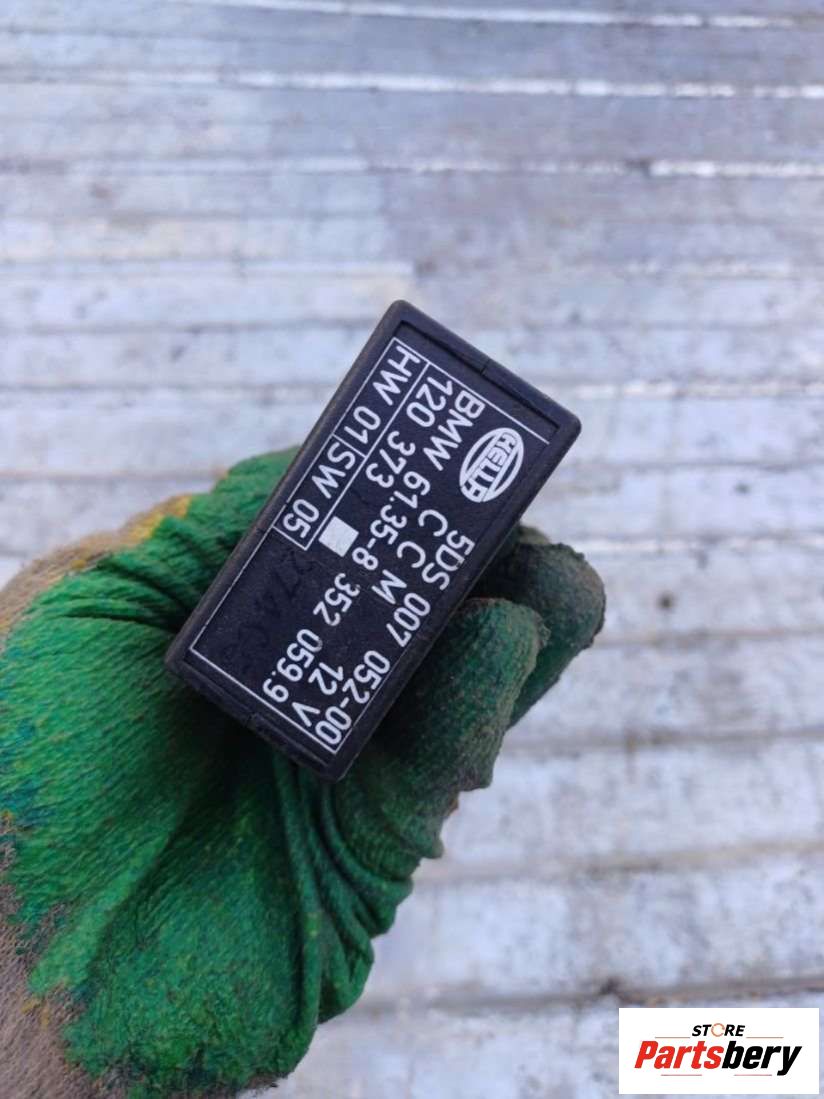 HELLA
5DS 007 052-00
C C M 12 V
BMW 61.35-8 352 059.9
120 373
HW 01 SW 05
STORE
Partsbery